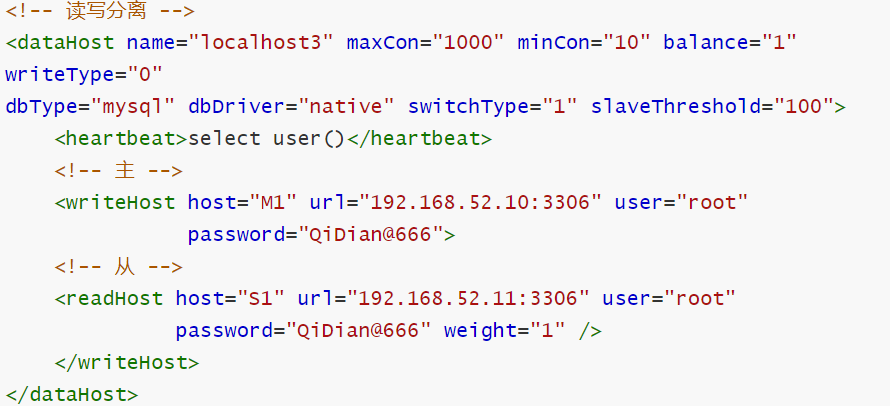 <!-- 读写分离 -->
<dataHost name="localhost3" maxCon="1000" minCon="10" balance="1"
writeType="0"
dbType="mysql" dbDriver="native" switchType="1" slaveThreshold="100">
    <heartbeat>select user()</heartbeat>
    <!-- 主 -->
    <writeHost host="M1" url="192.168.52.10:3306" user="root"
               password="QiDian@666">
    <!-- 从 -->
    <readHost host="S1" url="192.168.52.11:3306" user="root"
              password="QiDian@666" weight="1" />
    </writeHost>
</dataHost>